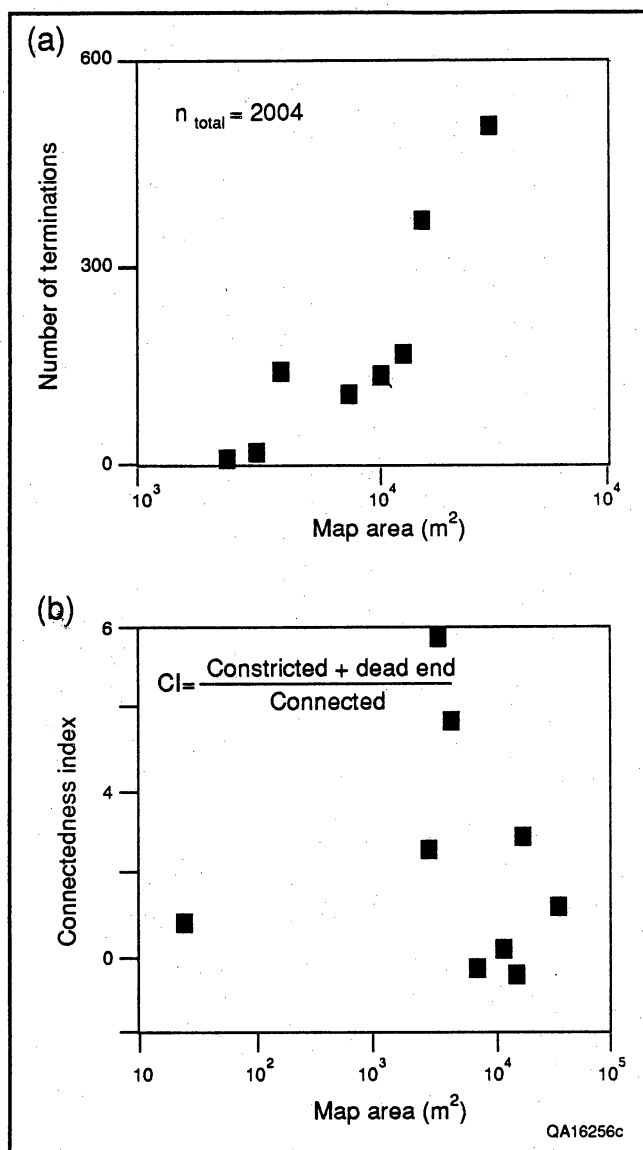 (a)
600
n total = 2004
Number of terminations
300
0
10³
10⁴
10⁴
Map area (m²)
(b)
6
CI= Constricted + dead end
Connected
Connectedness index
4
0
10
10²
10³
10⁴
10⁵
Map area (m²)
QA16256c